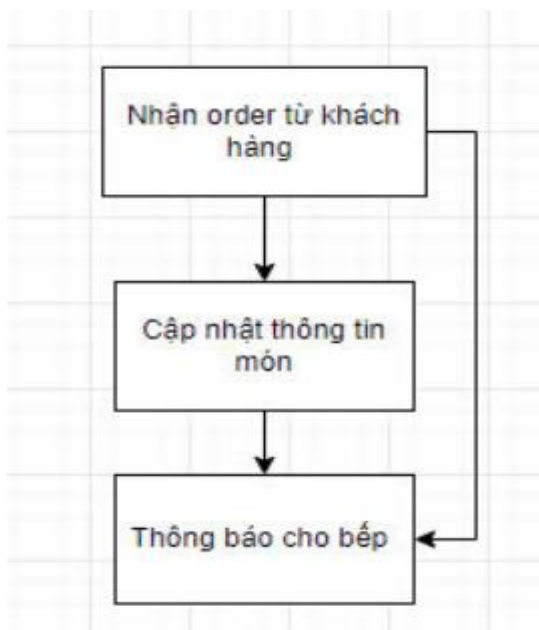 Nhận order từ khách
hàng
Cập nhật thông tin
món
Thông báo cho bếp